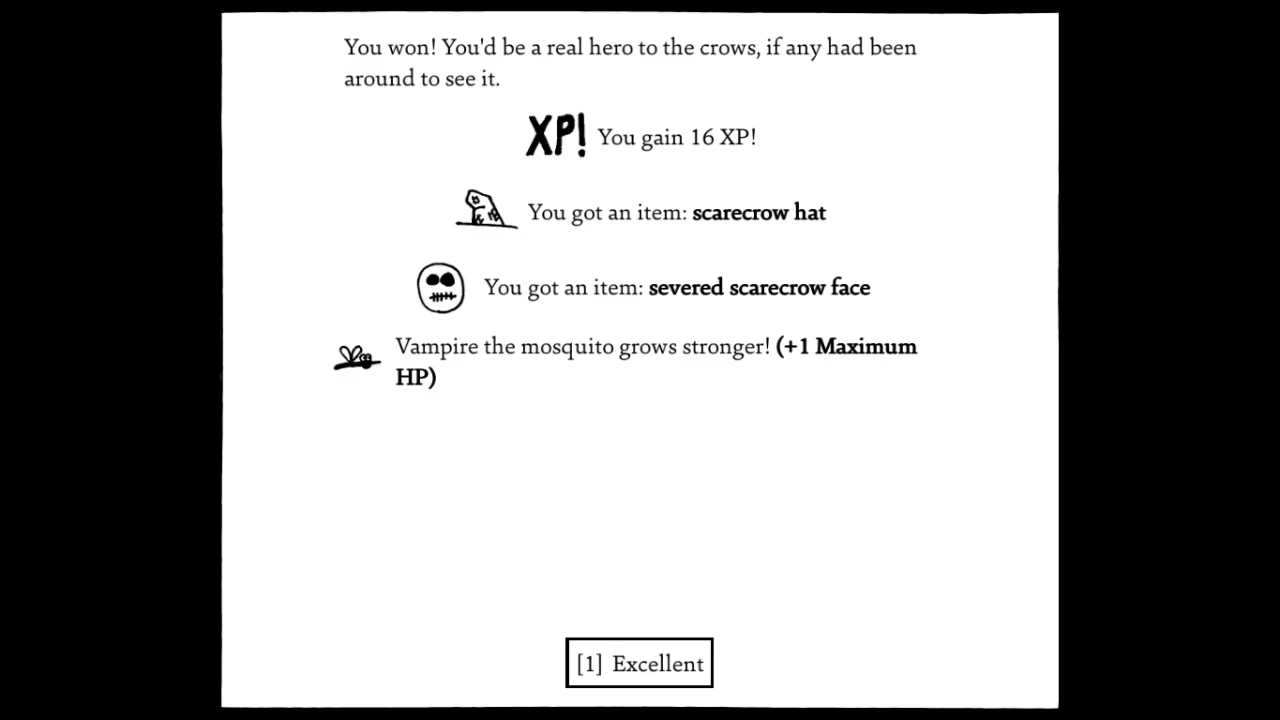 You won! You'd be a real hero to the crows, if any had been
around to see it.
XP! You gain 16 XP!
You got an item: scarecrow hat
You got an item: severed scarecrow face
Vampire the mosquito grows stronger! (+1 Maximum
HP)
[1] Excellent